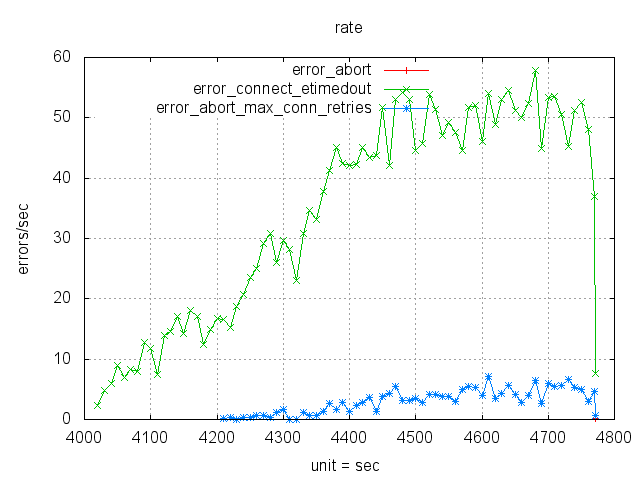 rate
60
50
40
30
20
10
0
errors/sec
error_abort
error_connect_etimedout
error_abort_max_conn_retries
4000 4100 4200 4300 4400 4500 4600 4700 4800
unit = sec